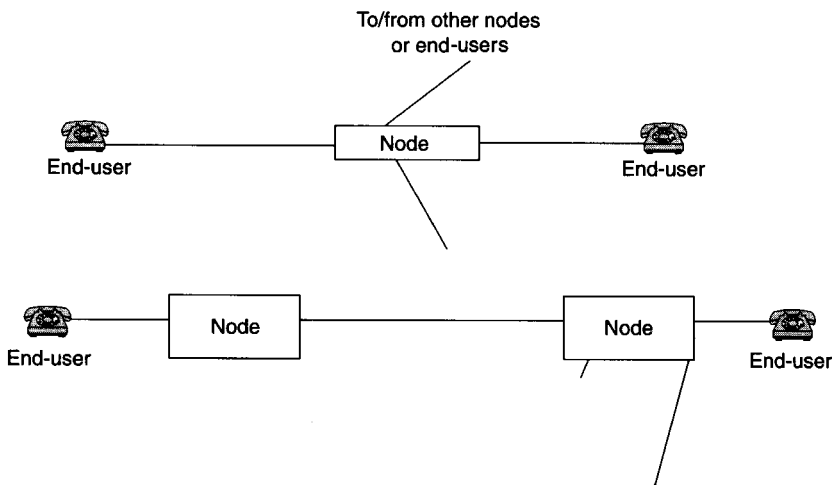 To/from other nodes
or end-users
Node
End-user
End-user
Node
Node
End-user
End-user